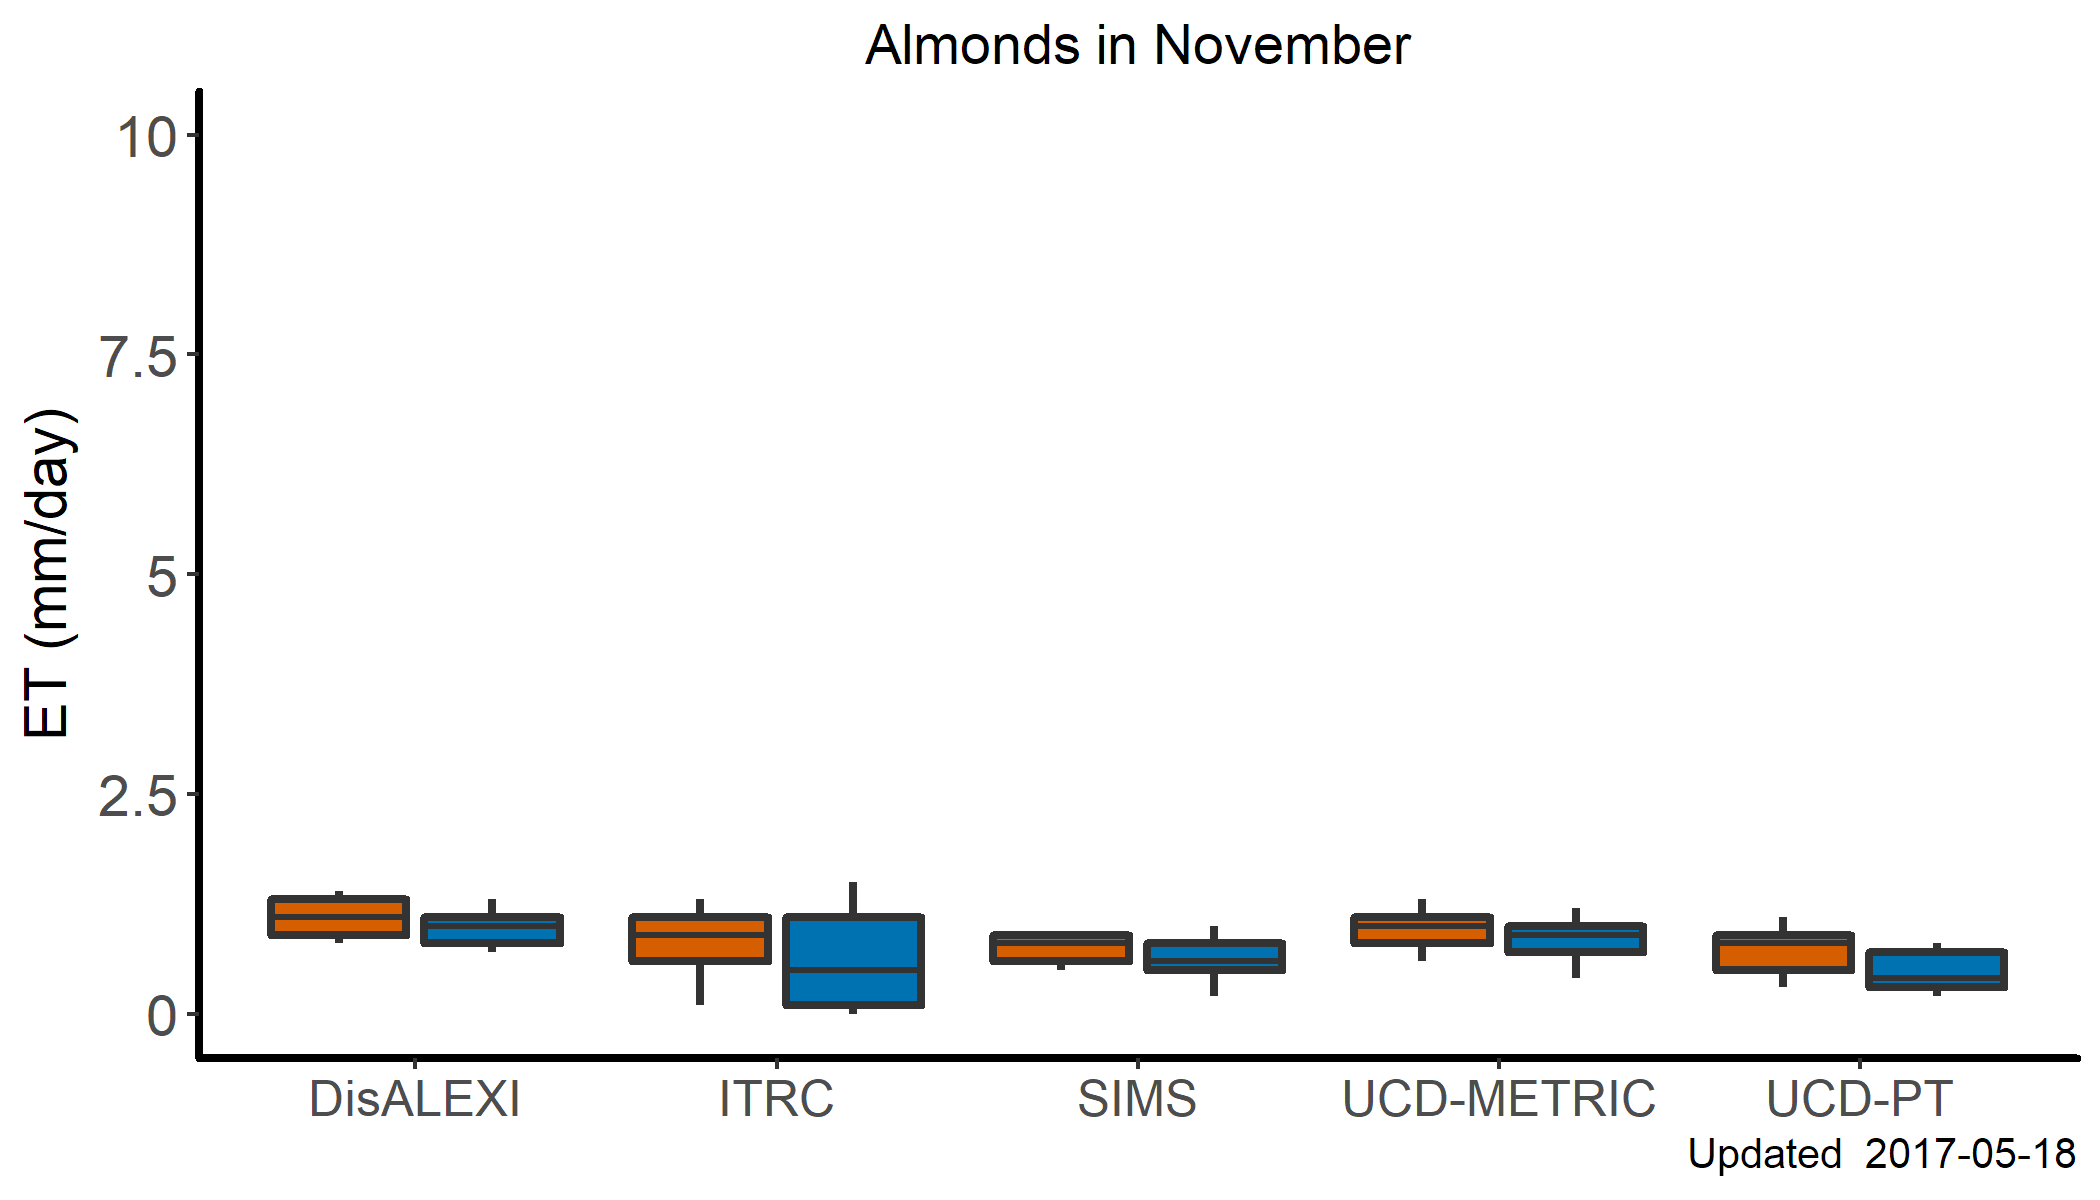 Almonds in November
10
7.5
5
2.5
0
ET (mm/day)
DisALEXI
ITRC
SIMS
UCD-METRIC
UCD-PT
Updated  2017-05-18